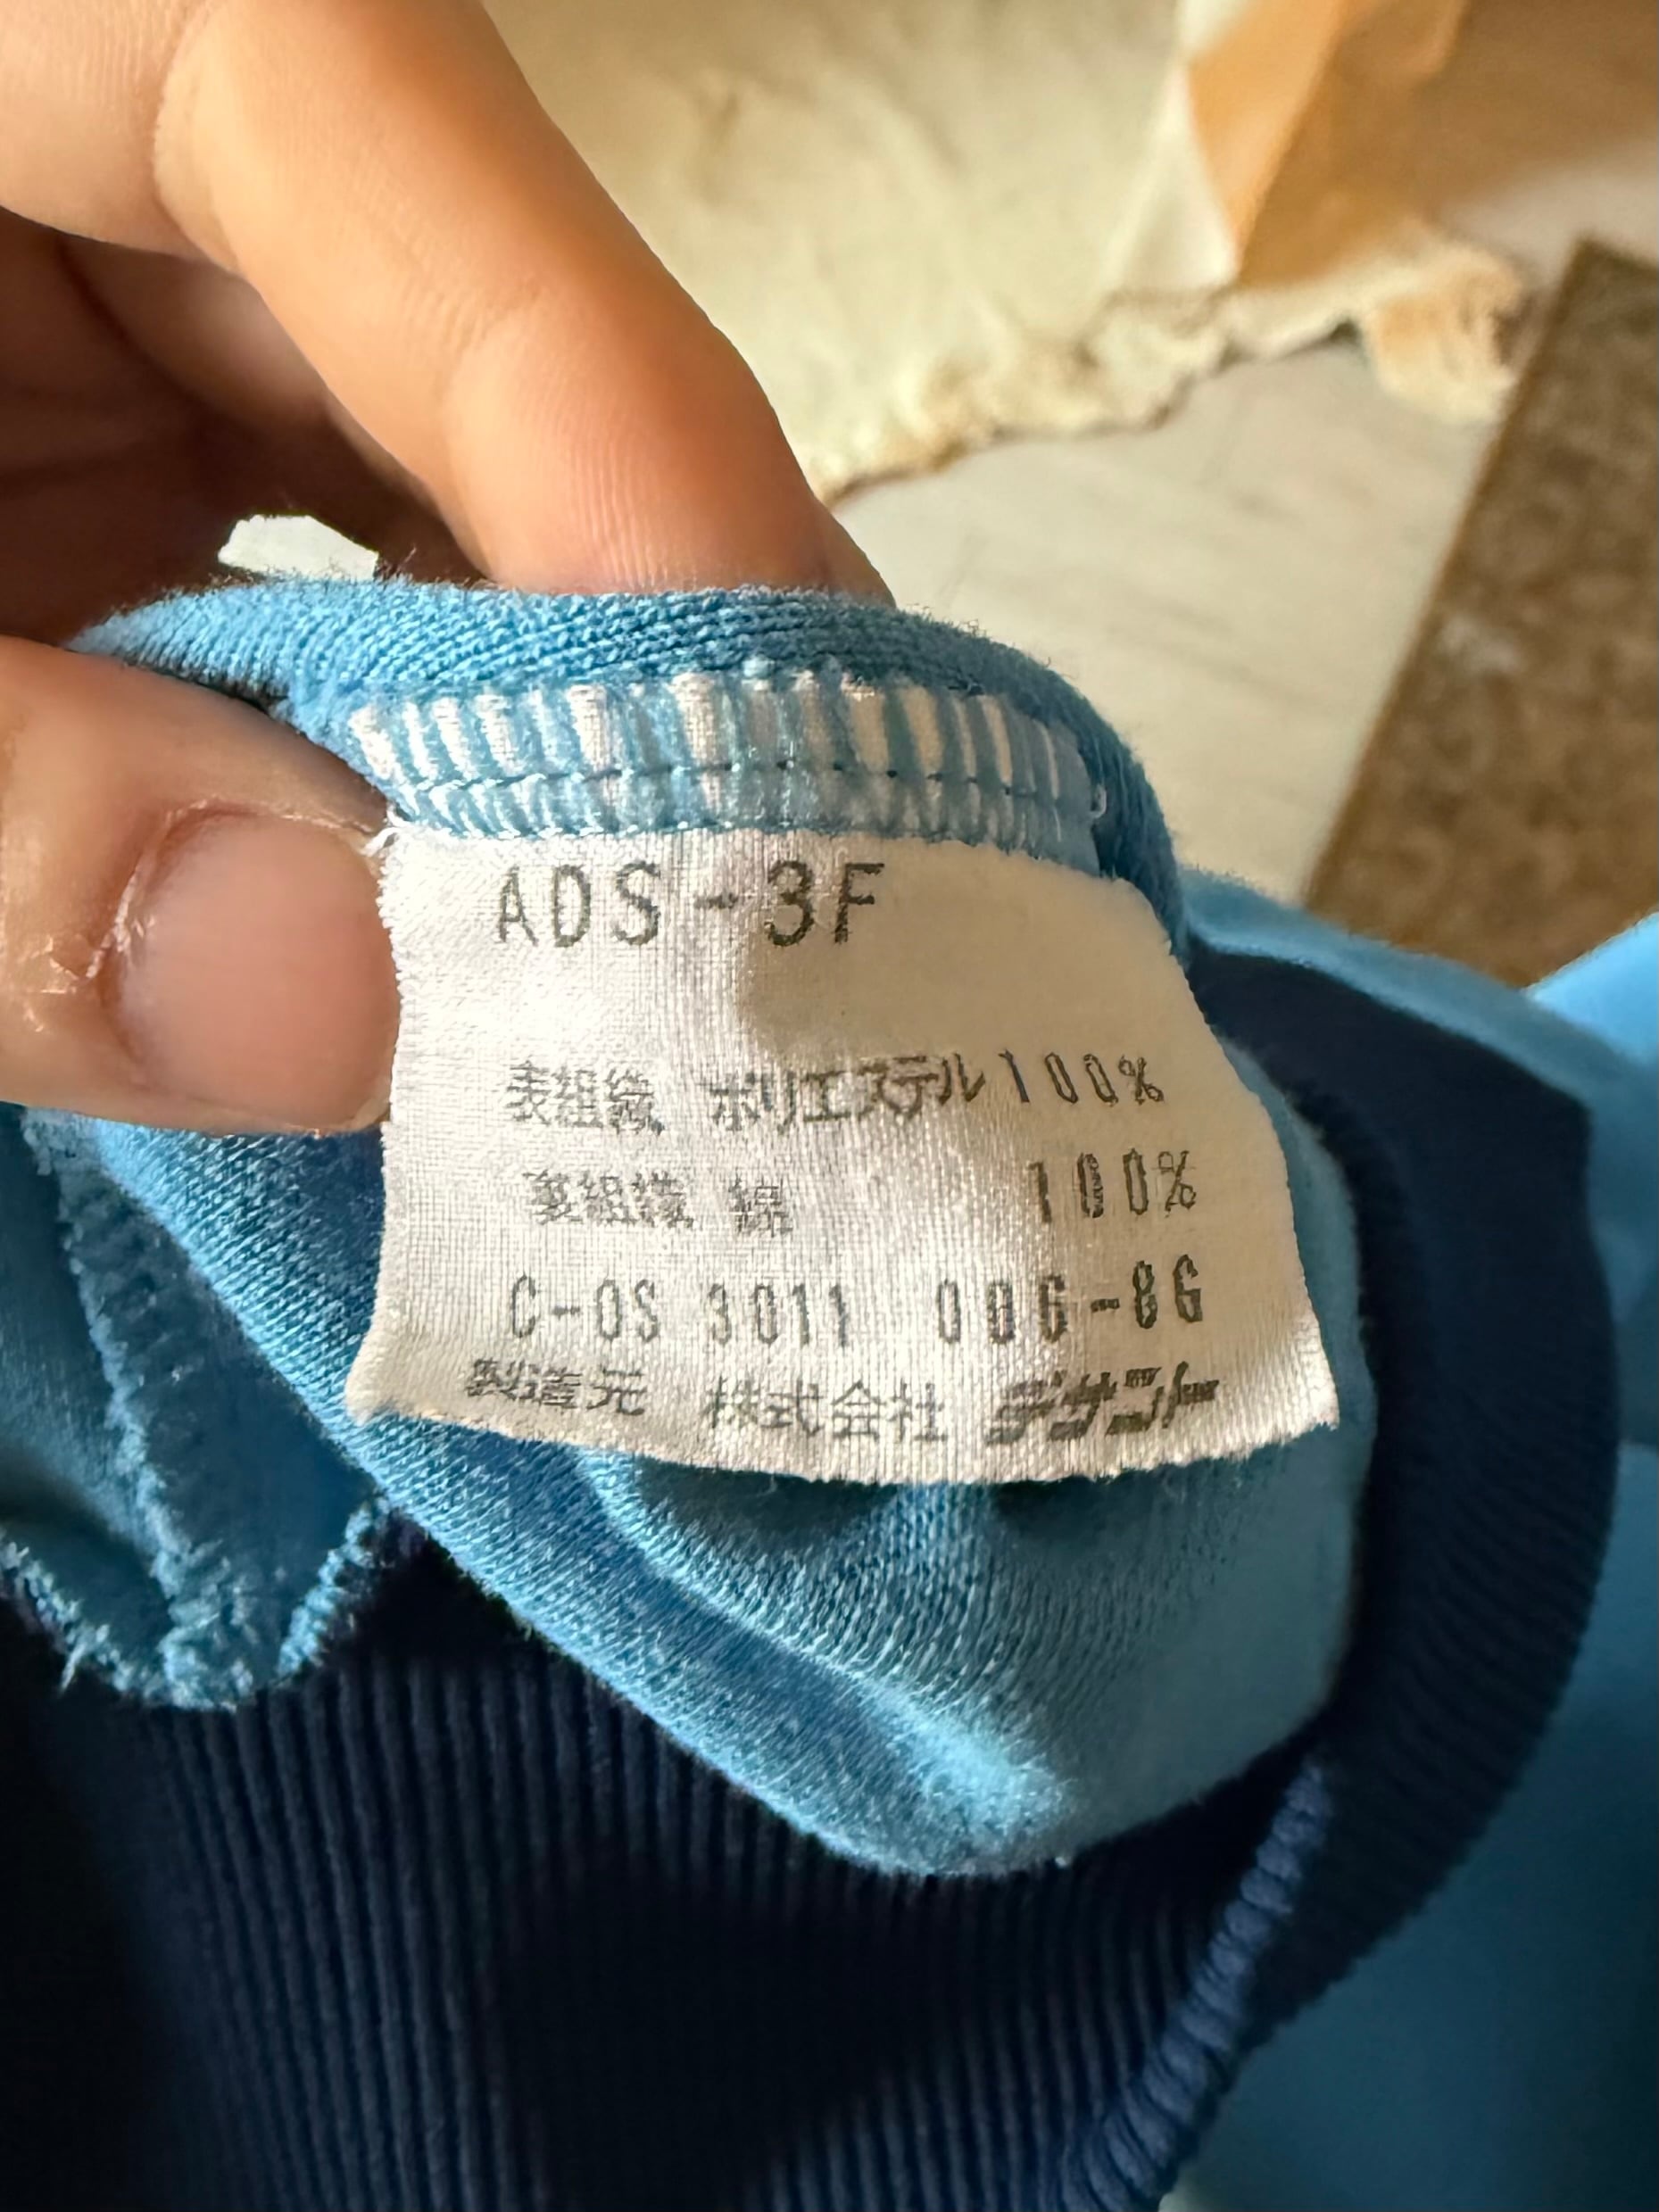 ADS-3F
表組織 ポリエステル100%
裏組織 綿 100%
C-OS 3011 006-8G
製造元 株式会社 デサント